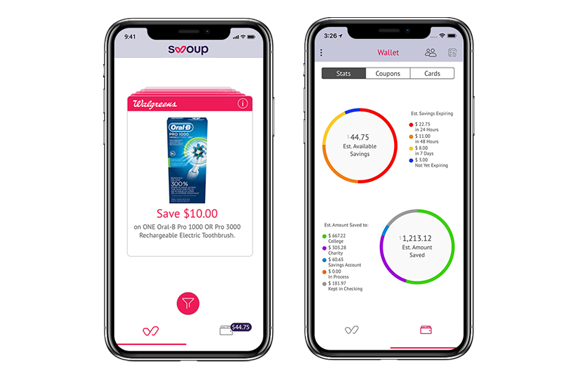 9:41
swoup
Walgreens
Oral-B
PRO 1000
300%
Save $10.00
on ONE Oral-B Pro 1000 OR Pro 3000
Rechargeable Electric Toothbrush.
$44.75
3:26
Wallet
Stats
Coupons
Cards
$44.75
Est. Available
Savings
Est. Savings Expiring
$ 22.75
in 24 Hours
$ 11.00
in 48 Hours
$ 8.00
in 7 Days
$ 3.00
Not Yet Expiring
Est. Amount Saved to:
$ 667.22
College
$ 303.28
Charity
$ 60.65
Savings Account
$ 0.00
In Process
$ 181.97
Kept in Checking
$1,213.12
Est. Amount
Saved